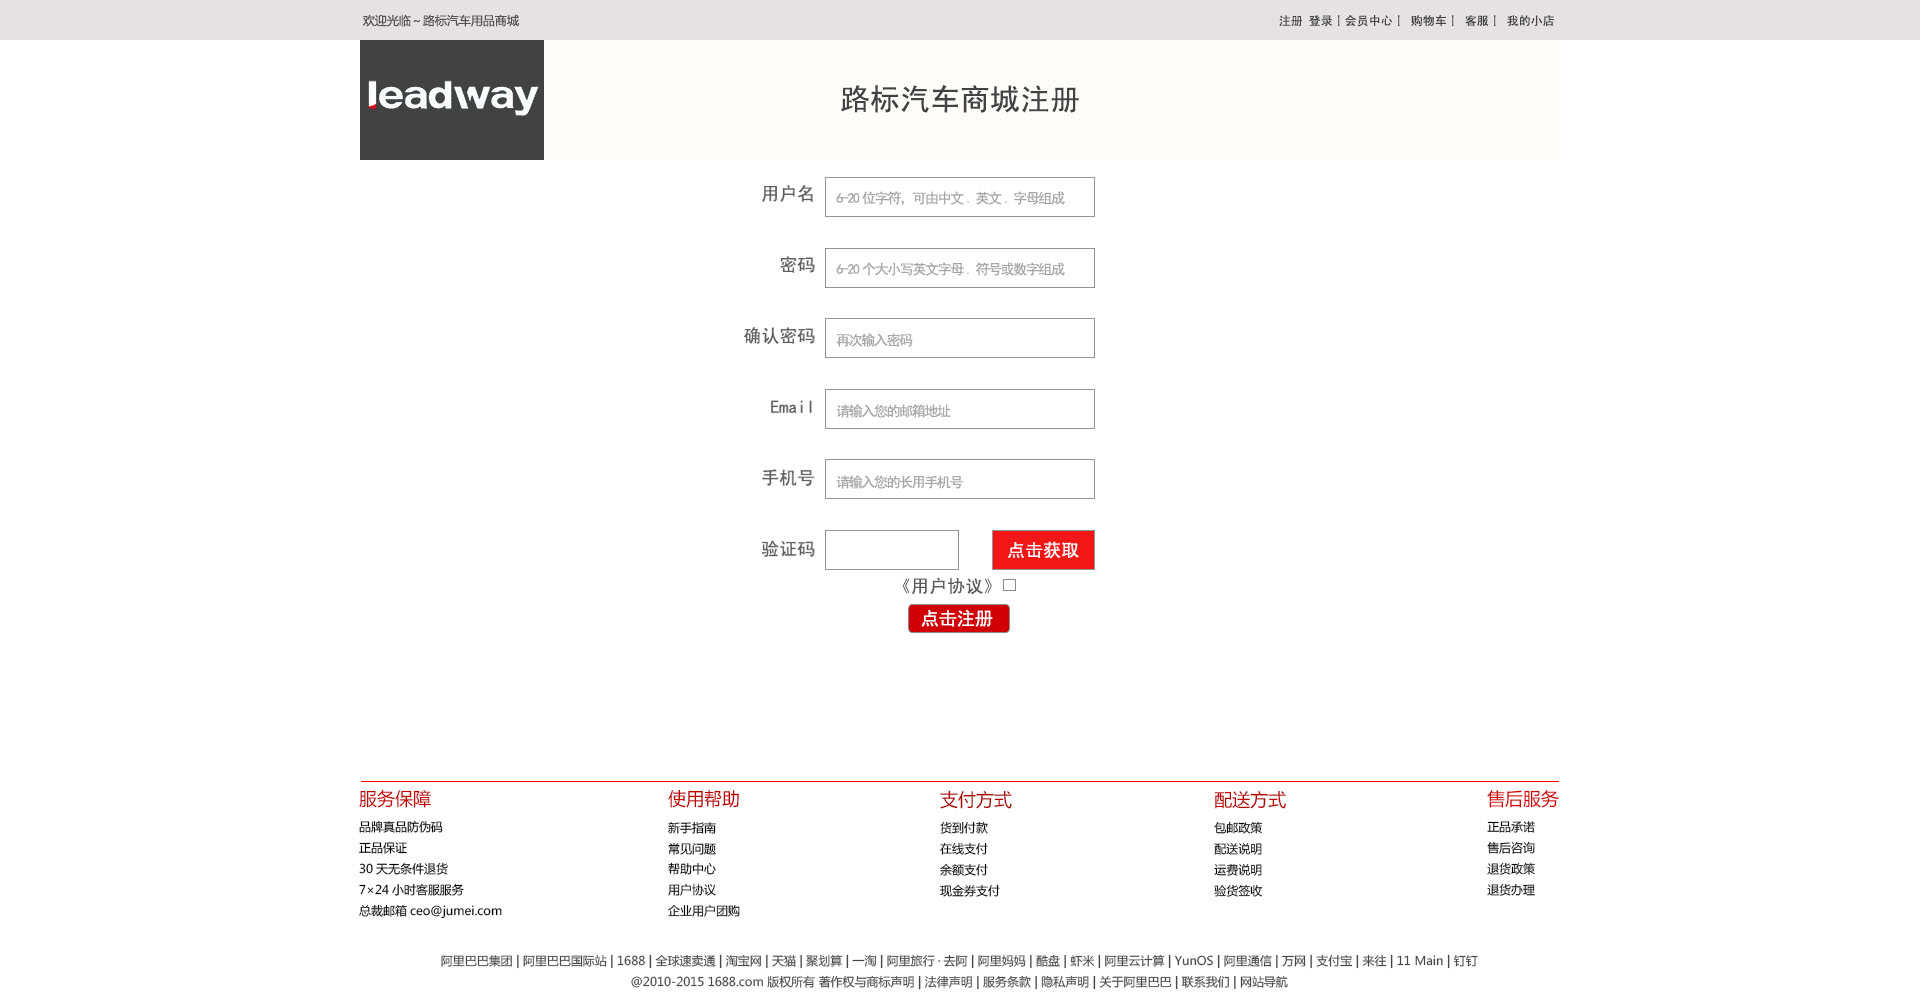 欢迎光临 ~ 路标汽车用品商城
注册 登录 | 会员中心 | 购物车 | 客服 | 我的小店
leadway
路标汽车商城注册
用户名 6-20 位字符，可由中文 . 英文 . 字母组成
密码 6-20 个大小写英文字母 . 符号或数字组成
确认密码 再次输入密码
Email 请输入您的邮箱地址
手机号 请输入您的长用手机号
验证码 点击获取
《用户协议》
点击注册
服务保障 使用帮助 支付方式 配送方式 售后服务
品牌真品防伪码 新手指南 货到付款 包邮政策 正品承诺
正品保证 常见问题 在线支付 配送说明 售后咨询
30 天无条件退货 帮助中心 余额支付 运费说明 退货政策
7×24 小时客服服务 用户协议 现金券支付 验货签收 退货办理
总裁邮箱 ceo@jumei.com 企业用户团购
阿里巴巴集团 | 阿里巴巴国际站 | 1688 | 全球速卖通 | 淘宝网 | 天猫 | 聚划算 | 一淘 | 阿里旅行 · 去阿 | 阿里妈妈 | 酷盘 | 虾米 | 阿里云计算 | YunOS | 阿里通信 | 万网 | 支付宝 | 来往 | 11 Main | 钉钉
@2010-2015 1688.com 版权所有 著作权与商标声明 | 法律声明 | 服务条款 | 隐私声明 | 关于阿里巴巴 | 联系我们 | 网站导航